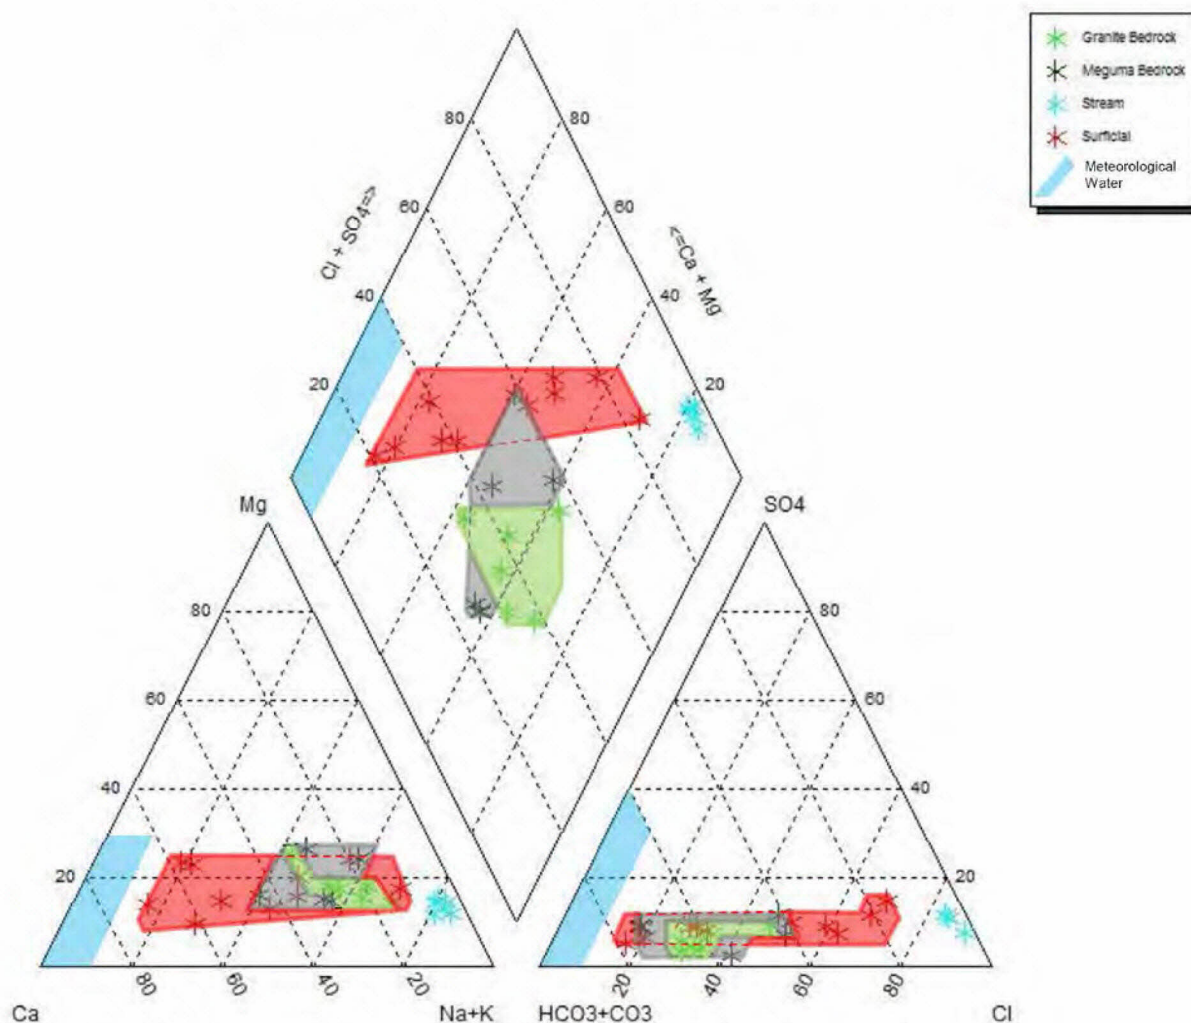 Granite Bedrock
Meguma Bedrock
Stream
Surficial
Meteorological
Water
80
80
60
60
Cl + SO4=>
<=Ca + Mg
40
40
20
20
Mg
SO4
80
80
60
60
40
40
20
20
80
60
40
20
20
40
60
80
Ca
Na+K
HCO3+CO3
Cl